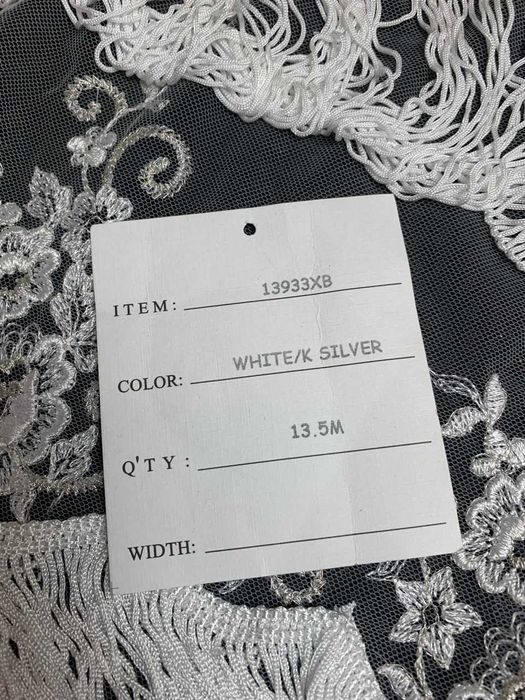 ITEM: 13933XB
COLOR: WHITE/K SILVER
Q'TY: 13.5M
WIDTH: